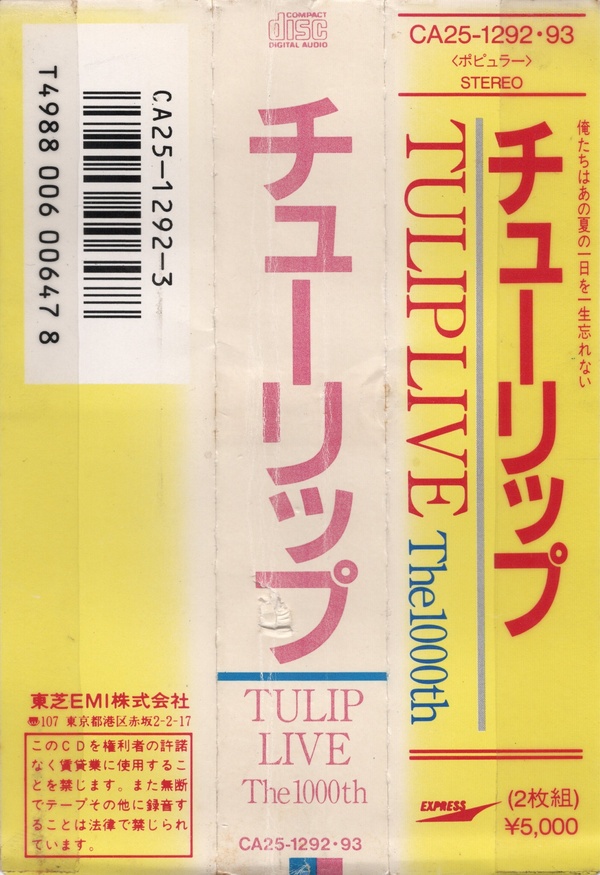 CA25-1292-3
T4988 006 00647 8
東芝EMI株式会社
〠107 東京都港区赤坂2-2-17
このCDを権利者の許諾
なく賃貸業に使用するこ
とを禁じます。また無断
でテープその他に録音す
ることは法律で禁じられ
ています。
COMPACT
disc
DIGITAL AUDIO
チューリップ
TULIP
LIVE
The 1000th
CA25-1292・93
CA25-1292・93
〈ポピュラー〉
STEREO
俺たちはあの夏の一日を一生忘れない
チューリップ
TULIP LIVE The 1000th
EXPRESS
(2枚組)
¥5,000